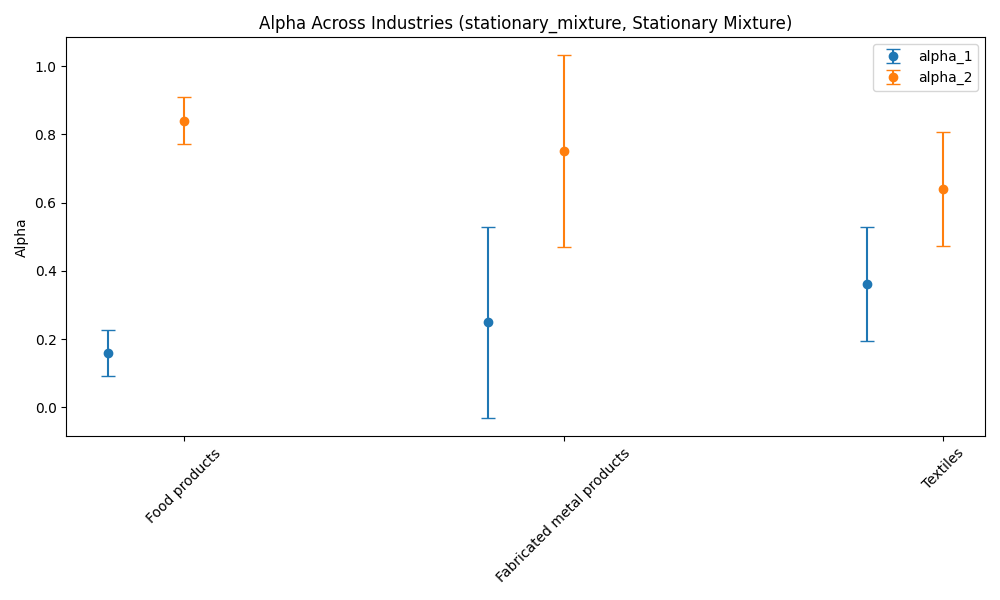 Alpha Across Industries (stationary_mixture, Stationary Mixture)
alpha_1
alpha_2
Alpha
1.0
0.8
0.6
0.4
0.2
0.0
Food products
Fabricated metal products
Textiles